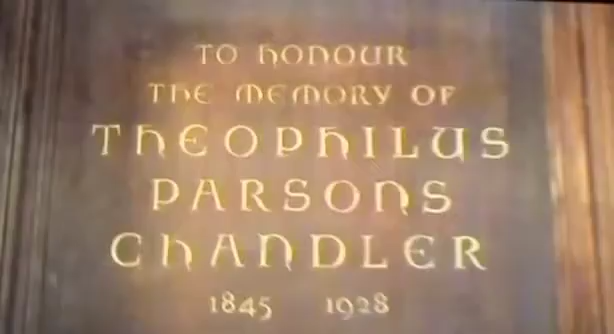 TO HONOUR
THE MEMORY OF
THEOPHILUS
PARSONS
CHANDLER
1845 1928